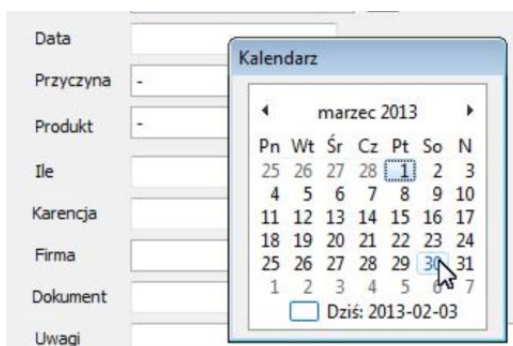 Data
Przyczyna -
Produkt -
Ile
Karencja
Firma
Dokument
Uwagi
Kalendarz
marzec 2013
Pn Wt Śr Cz Pt So N
25 26 27 28 1 2 3
4 5 6 7 8 9 10
11 12 13 14 15 16 17
18 19 20 21 22 23 24
25 26 27 28 29 30 31
1 2 3 4 5 6 7
Dziś: 2013-02-03